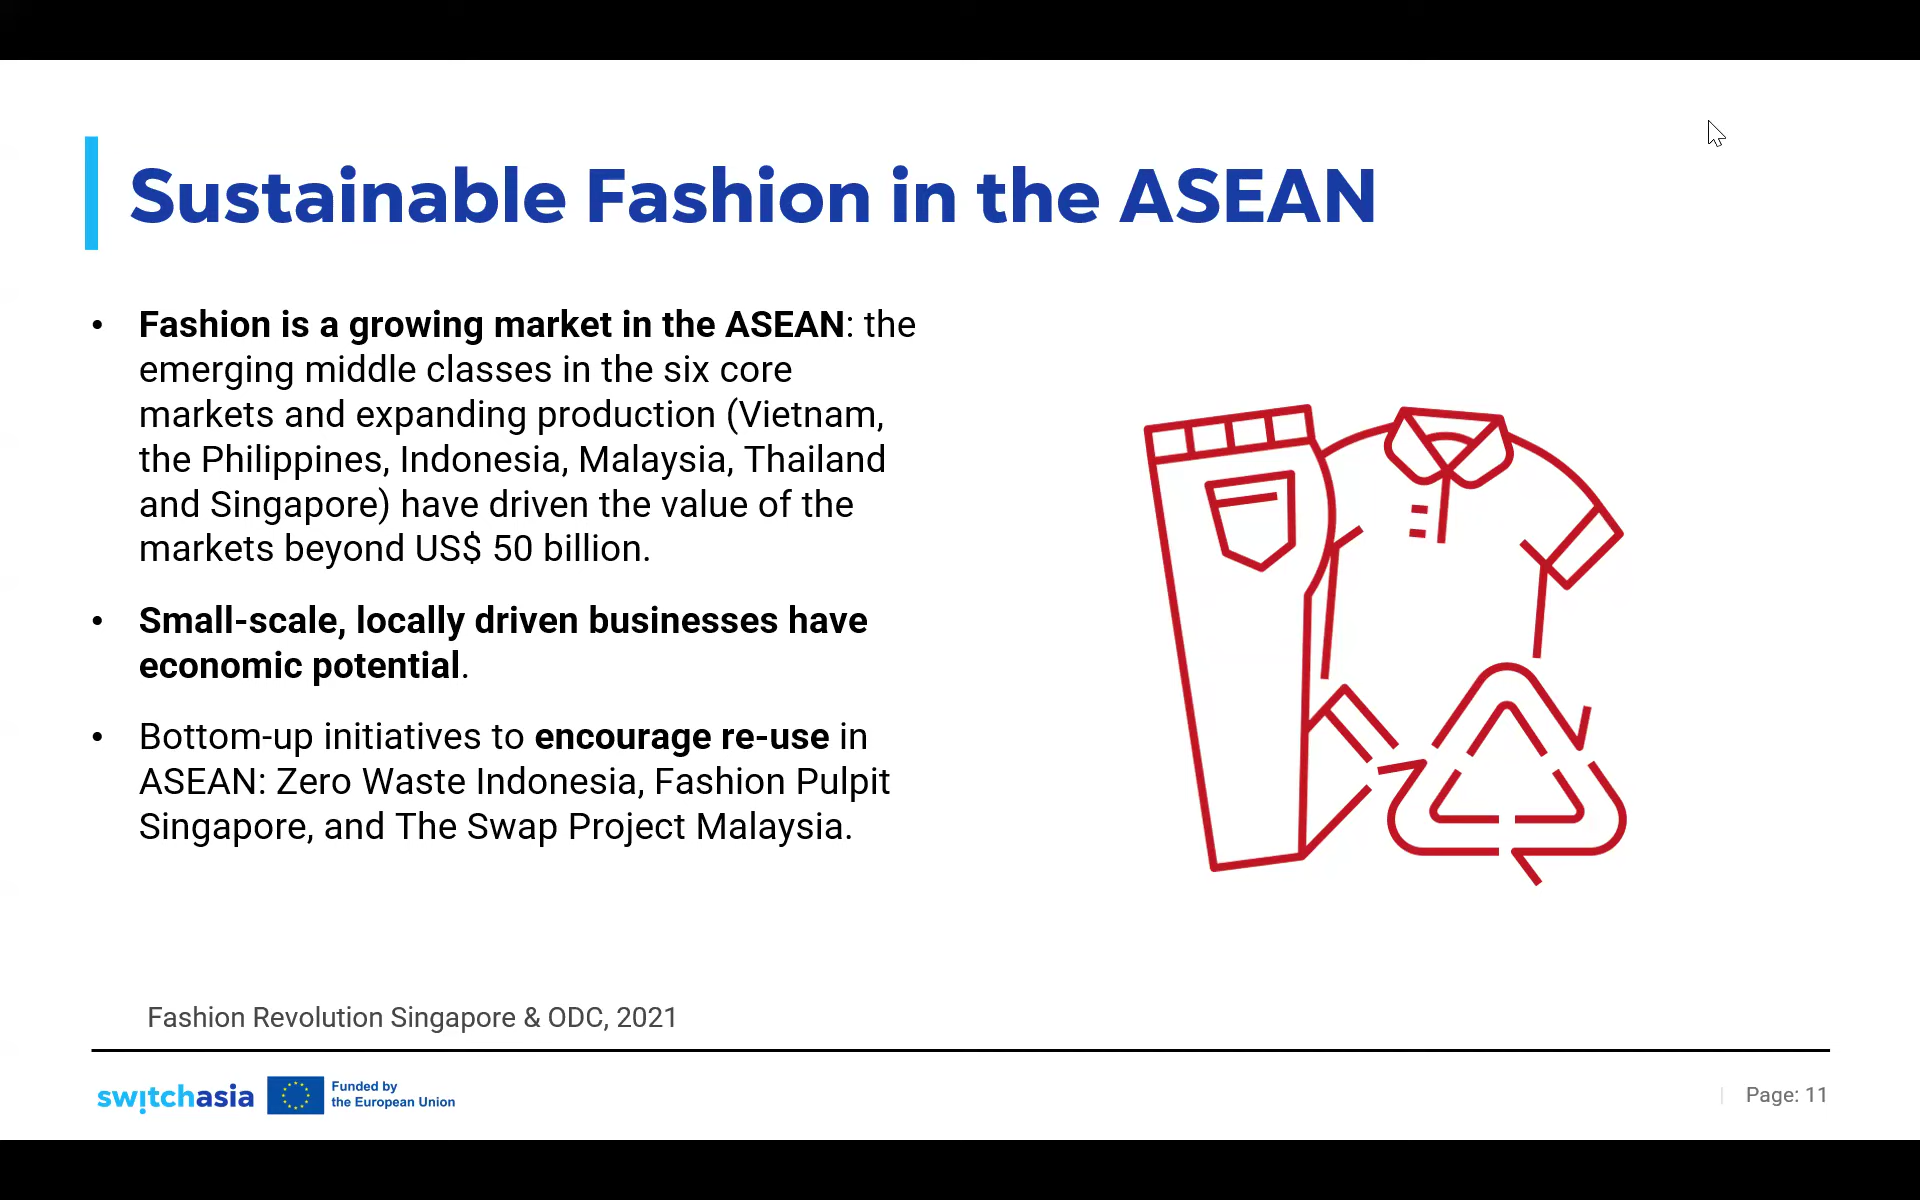 Sustainable Fashion in the ASEAN
• Fashion is a growing market in the ASEAN: the
emerging middle classes in the six core
markets and expanding production (Vietnam,
the Philippines, Indonesia, Malaysia, Thailand
and Singapore) have driven the value of the
markets beyond US$ 50 billion.
• Small-scale, locally driven businesses have
economic potential.
• Bottom-up initiatives to encourage re-use in
ASEAN: Zero Waste Indonesia, Fashion Pulpit
Singapore, and The Swap Project Malaysia.
Fashion Revolution Singapore & ODC, 2021
switchasia
Funded by
the European Union
Page: 11